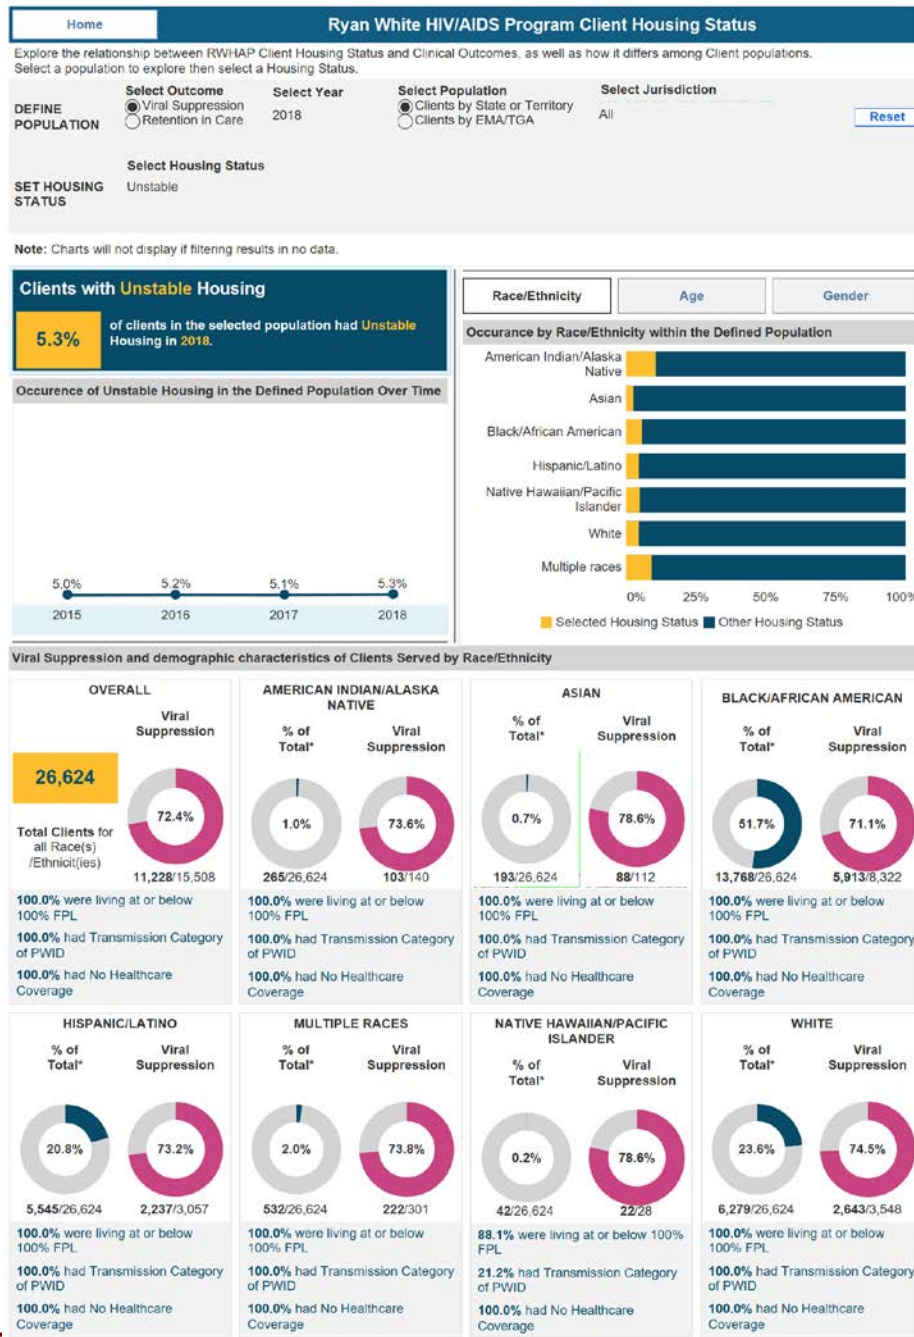 Home
Ryan White HIV/AIDS Program Client Housing Status
Explore the relationship between RWHAP Client Housing Status and Clinical Outcomes, as well as how it differs among Client populations.
Select a population to explore then select a Housing Status.
DEFINE
POPULATION
Select Outcome
Viral Suppression
Retention in Care
Select Year
2018
Select Population
Clients by State or Territory
Clients by EMA/TGA
Select Jurisdiction
All
Reset
SET HOUSING
STATUS
Select Housing Status
Unstable
Note: Charts will not display if filtering results in no data.
Clients with Unstable Housing
5.3%
of clients in the selected population had Unstable
Housing in 2018.
Occurence of Unstable Housing in the Defined Population Over Time
5.0% 5.2% 5.1% 5.3%
2015 2016 2017 2018
Race/Ethnicity
Age
Gender
Occurance by Race/Ethnicity within the Defined Population
American Indian/Alaska
Native
Asian
Black/African American
Hispanic/Latino
Native Hawaiian/Pacific
Islander
White
Multiple races
0% 25% 50% 75% 100%
Selected Housing Status Other Housing Status
Viral Suppression and demographic characteristics of Clients Served by Race/Ethnicity
OVERALL
Viral
Suppression
26,624
72.4%
Total Clients for
all Race(s)
/Ethnicit(ies)
11,228/15,508
100.0% were living at or below
100% FPL
100.0% had Transmission Category
of PWID
100.0% had No Healthcare
Coverage
AMERICAN INDIAN/ALASKA
NATIVE
% of
Total*
Viral
Suppression
1.0%
73.6%
265/26,624
103/140
100.0% were living at or below
100% FPL
100.0% had Transmission Category
of PWID
100.0% had No Healthcare
Coverage
ASIAN
% of
Total*
Viral
Suppression
0.7%
78.6%
193/26,624
88/112
100.0% were living at or below
100% FPL
100.0% had Transmission Category
of PWID
100.0% had No Healthcare
Coverage
BLACK/AFRICAN AMERICAN
% of
Total*
Viral
Suppression
51.7%
71.1%
13,768/26,624
5,913/8,322
100.0% were living at or below
100% FPL
100.0% had Transmission Category
of PWID
100.0% had No Healthcare
Coverage
HISPANIC/LATINO
% of
Total*
Viral
Suppression
20.8%
73.2%
5,545/26,624
2,237/3,057
100.0% were living at or below
100% FPL
100.0% had Transmission Category
of PWID
100.0% had No Healthcare
Coverage
MULTIPLE RACES
% of
Total*
Viral
Suppression
2.0%
73.8%
532/26,624
222/301
100.0% were living at or below
100% FPL
100.0% had Transmission Category
of PWID
100.0% had No Healthcare
Coverage
NATIVE HAWAIIAN/PACIFIC
ISLANDER
% of
Total*
Viral
Suppression
0.2%
78.6%
42/26,624
22/28
88.1% were living at or below 100%
FPL
21.2% had Transmission Category
of PWID
100.0% had No Healthcare
Coverage
WHITE
% of
Total*
Viral
Suppression
23.6%
74.5%
6,279/26,624
2,643/3,548
100.0% were living at or below
100% FPL
100.0% had Transmission Category
of PWID
100.0% had No Healthcare
Coverage